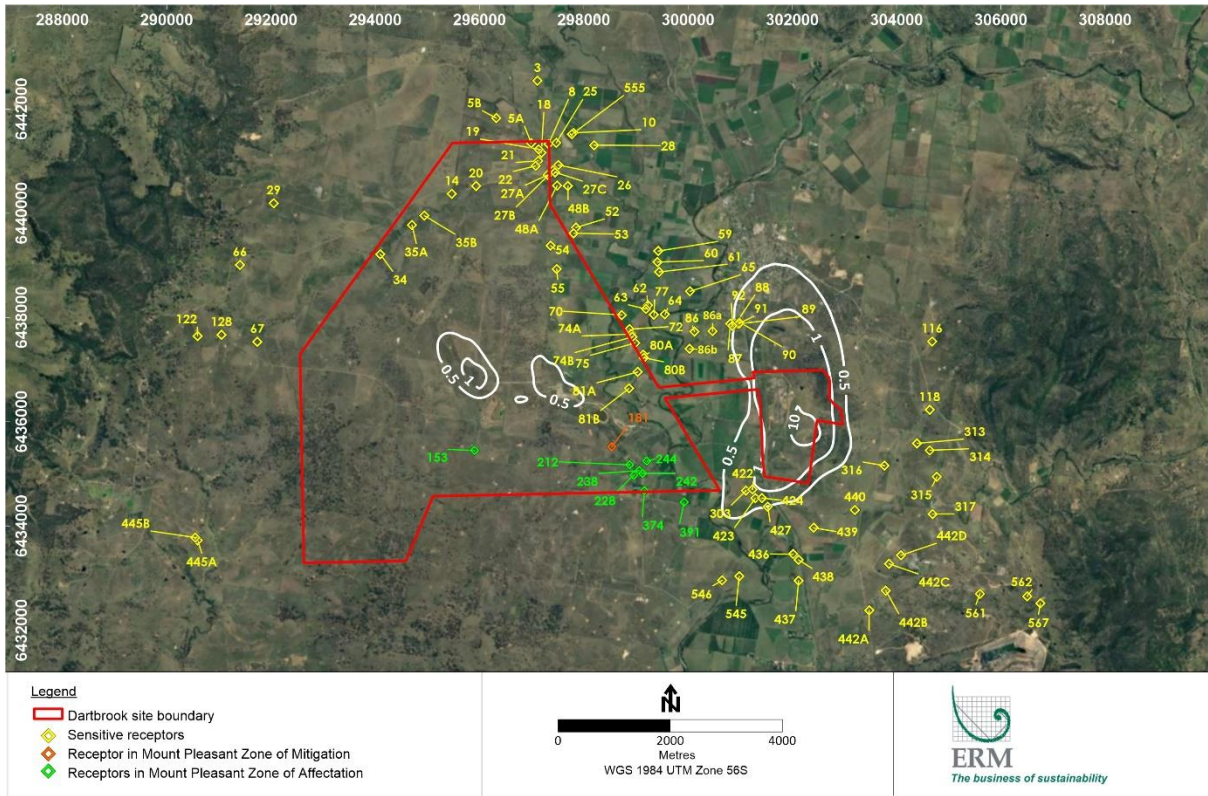 288000 290000 292000 294000 296000 298000 300000 302000 304000 306000 308000
6442000
6440000
6438000
6436000
6434000
6432000
3
8 25 555
18
5B 5A 10
19 28
21
14 20 22 26
29 27A 27C
27B 48B
48A 52
53
35A 35B 59
54 60
66 34 61
55 65
62 77 88
63 64 92 91
70 86 86a 89
122 128 67 72 116
74A 80A 86b 87 90
74B 75 80B
81A
81B
0.5 1 0.5 1 0.5
10
0.5
118
181 313
153 212 244 316 314
238 242 422
228 303 424 440 315
374 391 423 427 439 317
445B
445A 436 438 442D
442C
546 545 437 442B 561 562
442A 567
Legend
Dartbrook site boundary
Sensitive receptors
Receptor in Mount Pleasant Zone of Mitigation
Receptors in Mount Pleasant Zone of Affectation
N
0 2000 4000
Metres
WGS 1984 UTM Zone 56S
ERM
The business of sustainability